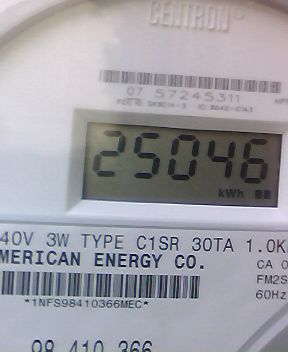 CENTRON®
07 57245311
25046
kWh
40V 3W TYPE C1SR 30TA 1.0K
MERICAN ENERGY CO.
CA 0
FM2S
60Hz
*1NFS98410366MEC*
98 410 366